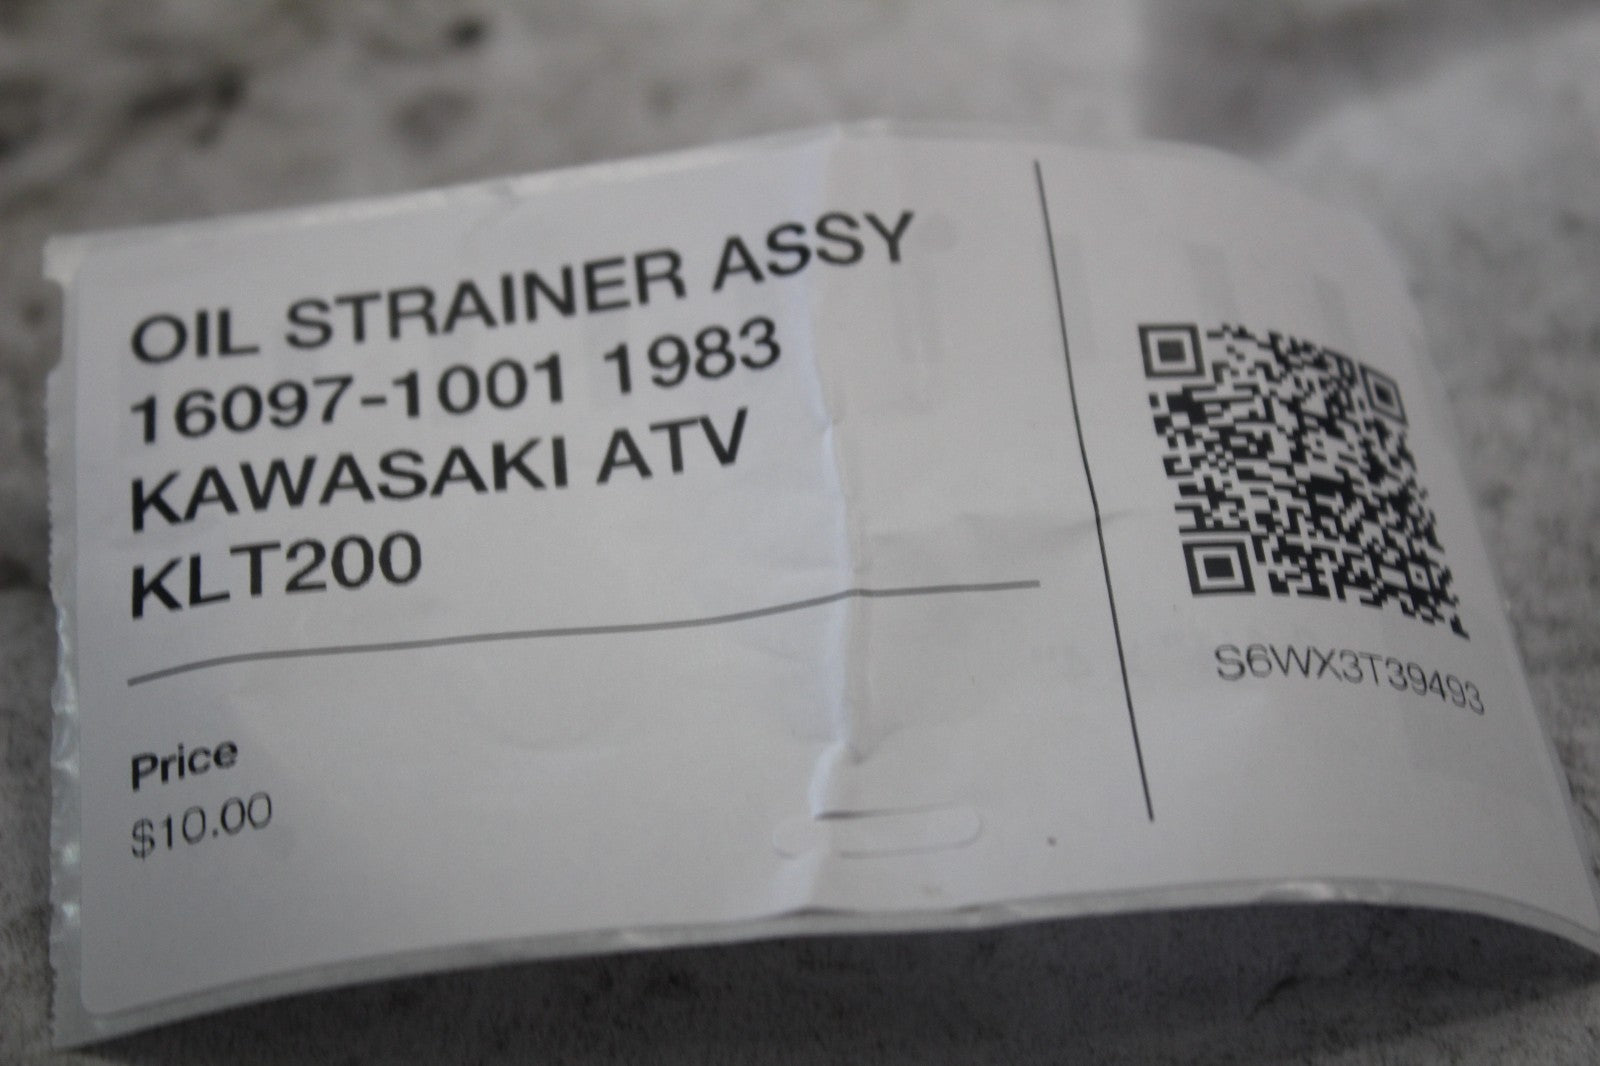 OIL STRAINER ASSY
16097-1001 1983
KAWASAKI ATV
KLT200
Price
$10.00
S6WX3T39493